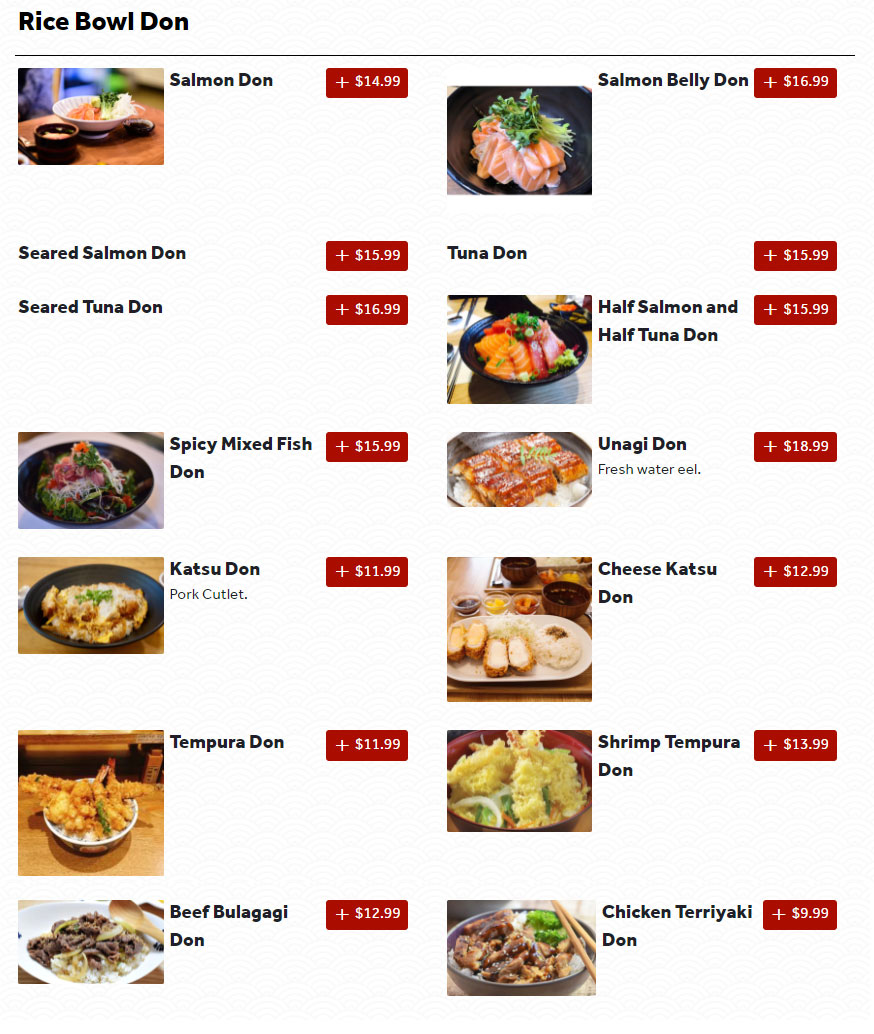 Rice Bowl Don
Salmon Don
+ $14.99
Salmon Belly Don
+ $16.99
Seared Salmon Don
+ $15.99
Tuna Don
+ $15.99
Seared Tuna Don
+ $16.99
Half Salmon and
Half Tuna Don
+ $15.99
Spicy Mixed Fish
Don
+ $15.99
Unagi Don
Fresh water eel.
+ $18.99
Katsu Don
Pork Cutlet.
+ $11.99
Cheese Katsu
Don
+ $12.99
Tempura Don
+ $11.99
Shrimp Tempura
Don
+ $13.99
Beef Bulagagi
Don
+ $12.99
Chicken Terriyaki
Don
+ $9.99